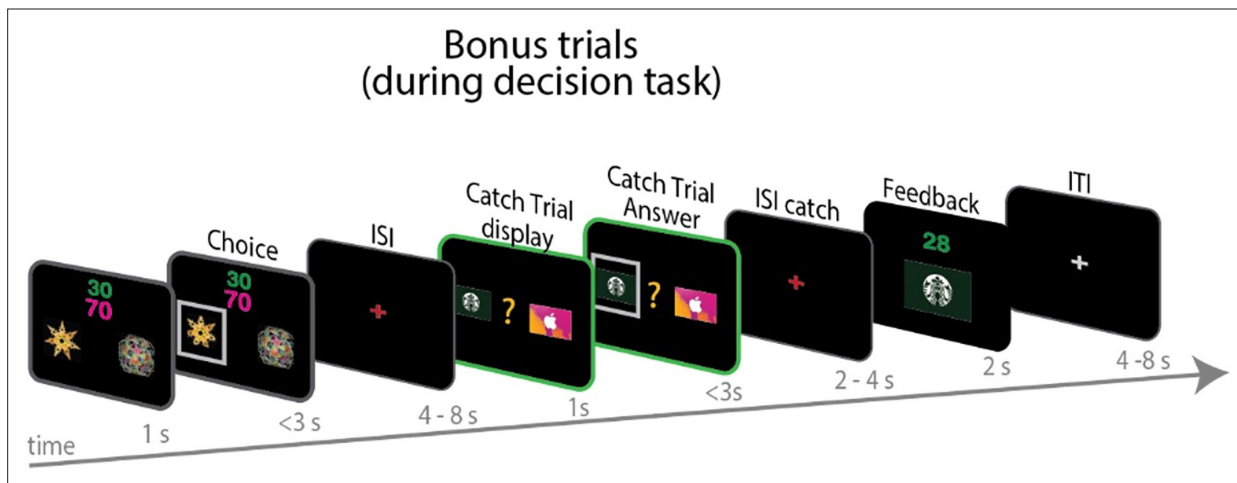 Bonus trials
(during decision task)
30
70
Choice
30
70
ISI
Catch Trial
display
?
Catch Trial
Answer
?
ISI catch
Feedback
28
ITI
time
1 s
<3 s
4 - 8 s
1s
<3s
2 - 4 s
2 s
4 -8 s